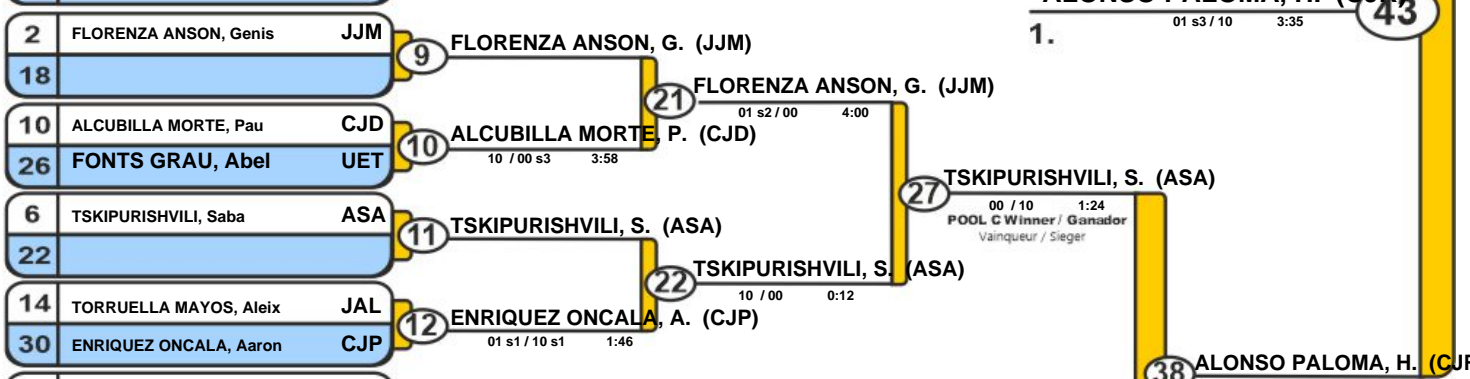 ALONSO PALOMA, H. (CJP)
43
01 s3 / 10 3:35
1.
2 FLORENZA ANSON, Genis JJM
18
9
FLORENZA ANSON, G. (JJM)
10 ALCUBILLA MORTE, Pau CJD
26 FONTS GRAU, Abel UET
10
ALCUBILLA MORTE, P. (CJD)
10 / 00 s3 3:58
21
FLORENZA ANSON, G. (JJM)
01 s2 / 00 4:00
6 TSKIPURISHVILI, Saba ASA
22
11
TSKIPURISHVILI, S. (ASA)
14 TORRUELLA MAYOS, Aleix JAL
30 ENRIQUEZ ONCALA, Aaron CJP
12
ENRIQUEZ ONCALA, A. (CJP)
01 s1 / 10 s1 1:46
22
TSKIPURISHVILI, S. (ASA)
10 / 00 0:12
27
TSKIPURISHVILI, S. (ASA)
00 / 10 1:24
POOL C Winner / Ganador
Vainqueur / Sieger
38
ALONSO PALOMA, H. (CJP